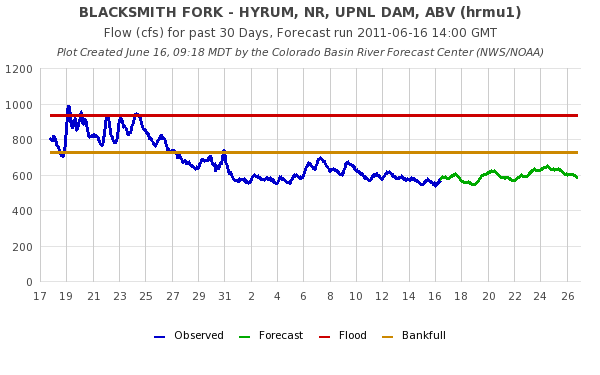 BLACKSMITH FORK - HYRUM, NR, UPNL DAM, ABV (hrmu1)
Flow (cfs) for past 30 Days, Forecast run 2011-06-16 14:00 GMT
Plot Created June 16, 09:18 MDT by the Colorado Basin River Forecast Center (NWS/NOAA)
1200
1000
800
600
400
200
0
17 19 21 23 25 27 29 31 2 4 6 8 10 12 14 16 18 20 22 24 26
Observed Forecast Flood Bankfull